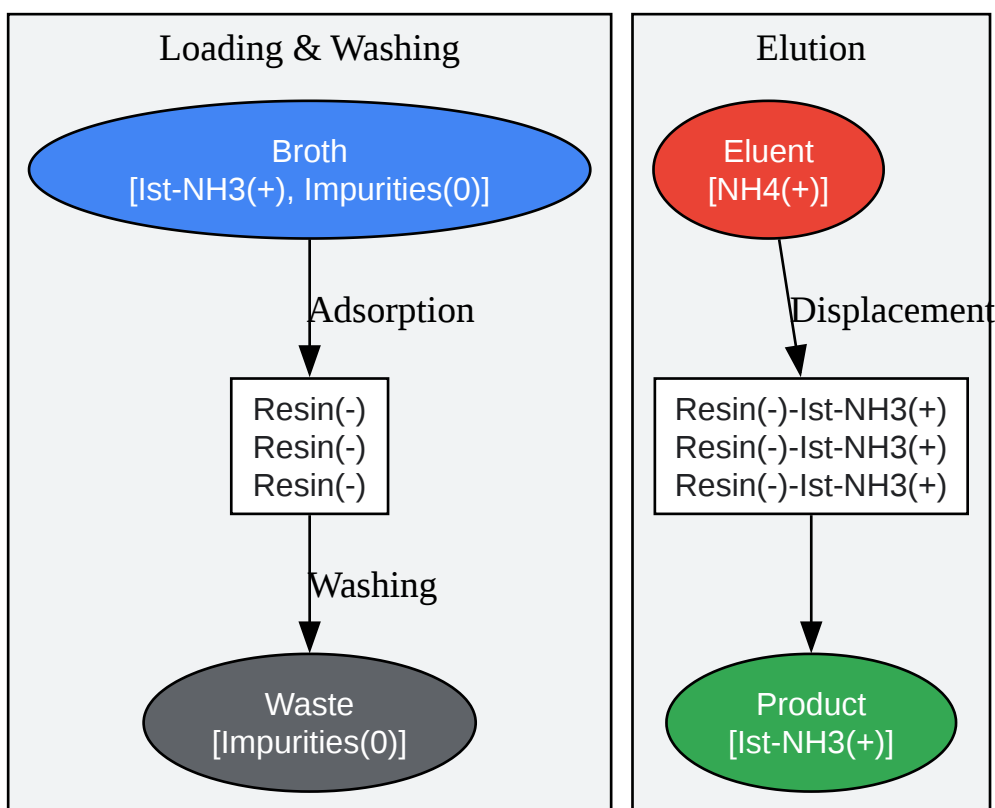 Loading & Washing
Broth
[Ist-NH3(+), Impurities(0)]
Adsorption
Resin(-)
Resin(-)
Resin(-)
Washing
Waste
[Impurities(0)]
Elution
Eluent
[NH4(+)]
Displacement
Resin(-)-Ist-NH3(+)
Resin(-)-Ist-NH3(+)
Resin(-)-Ist-NH3(+)
Product
[Ist-NH3(+)]